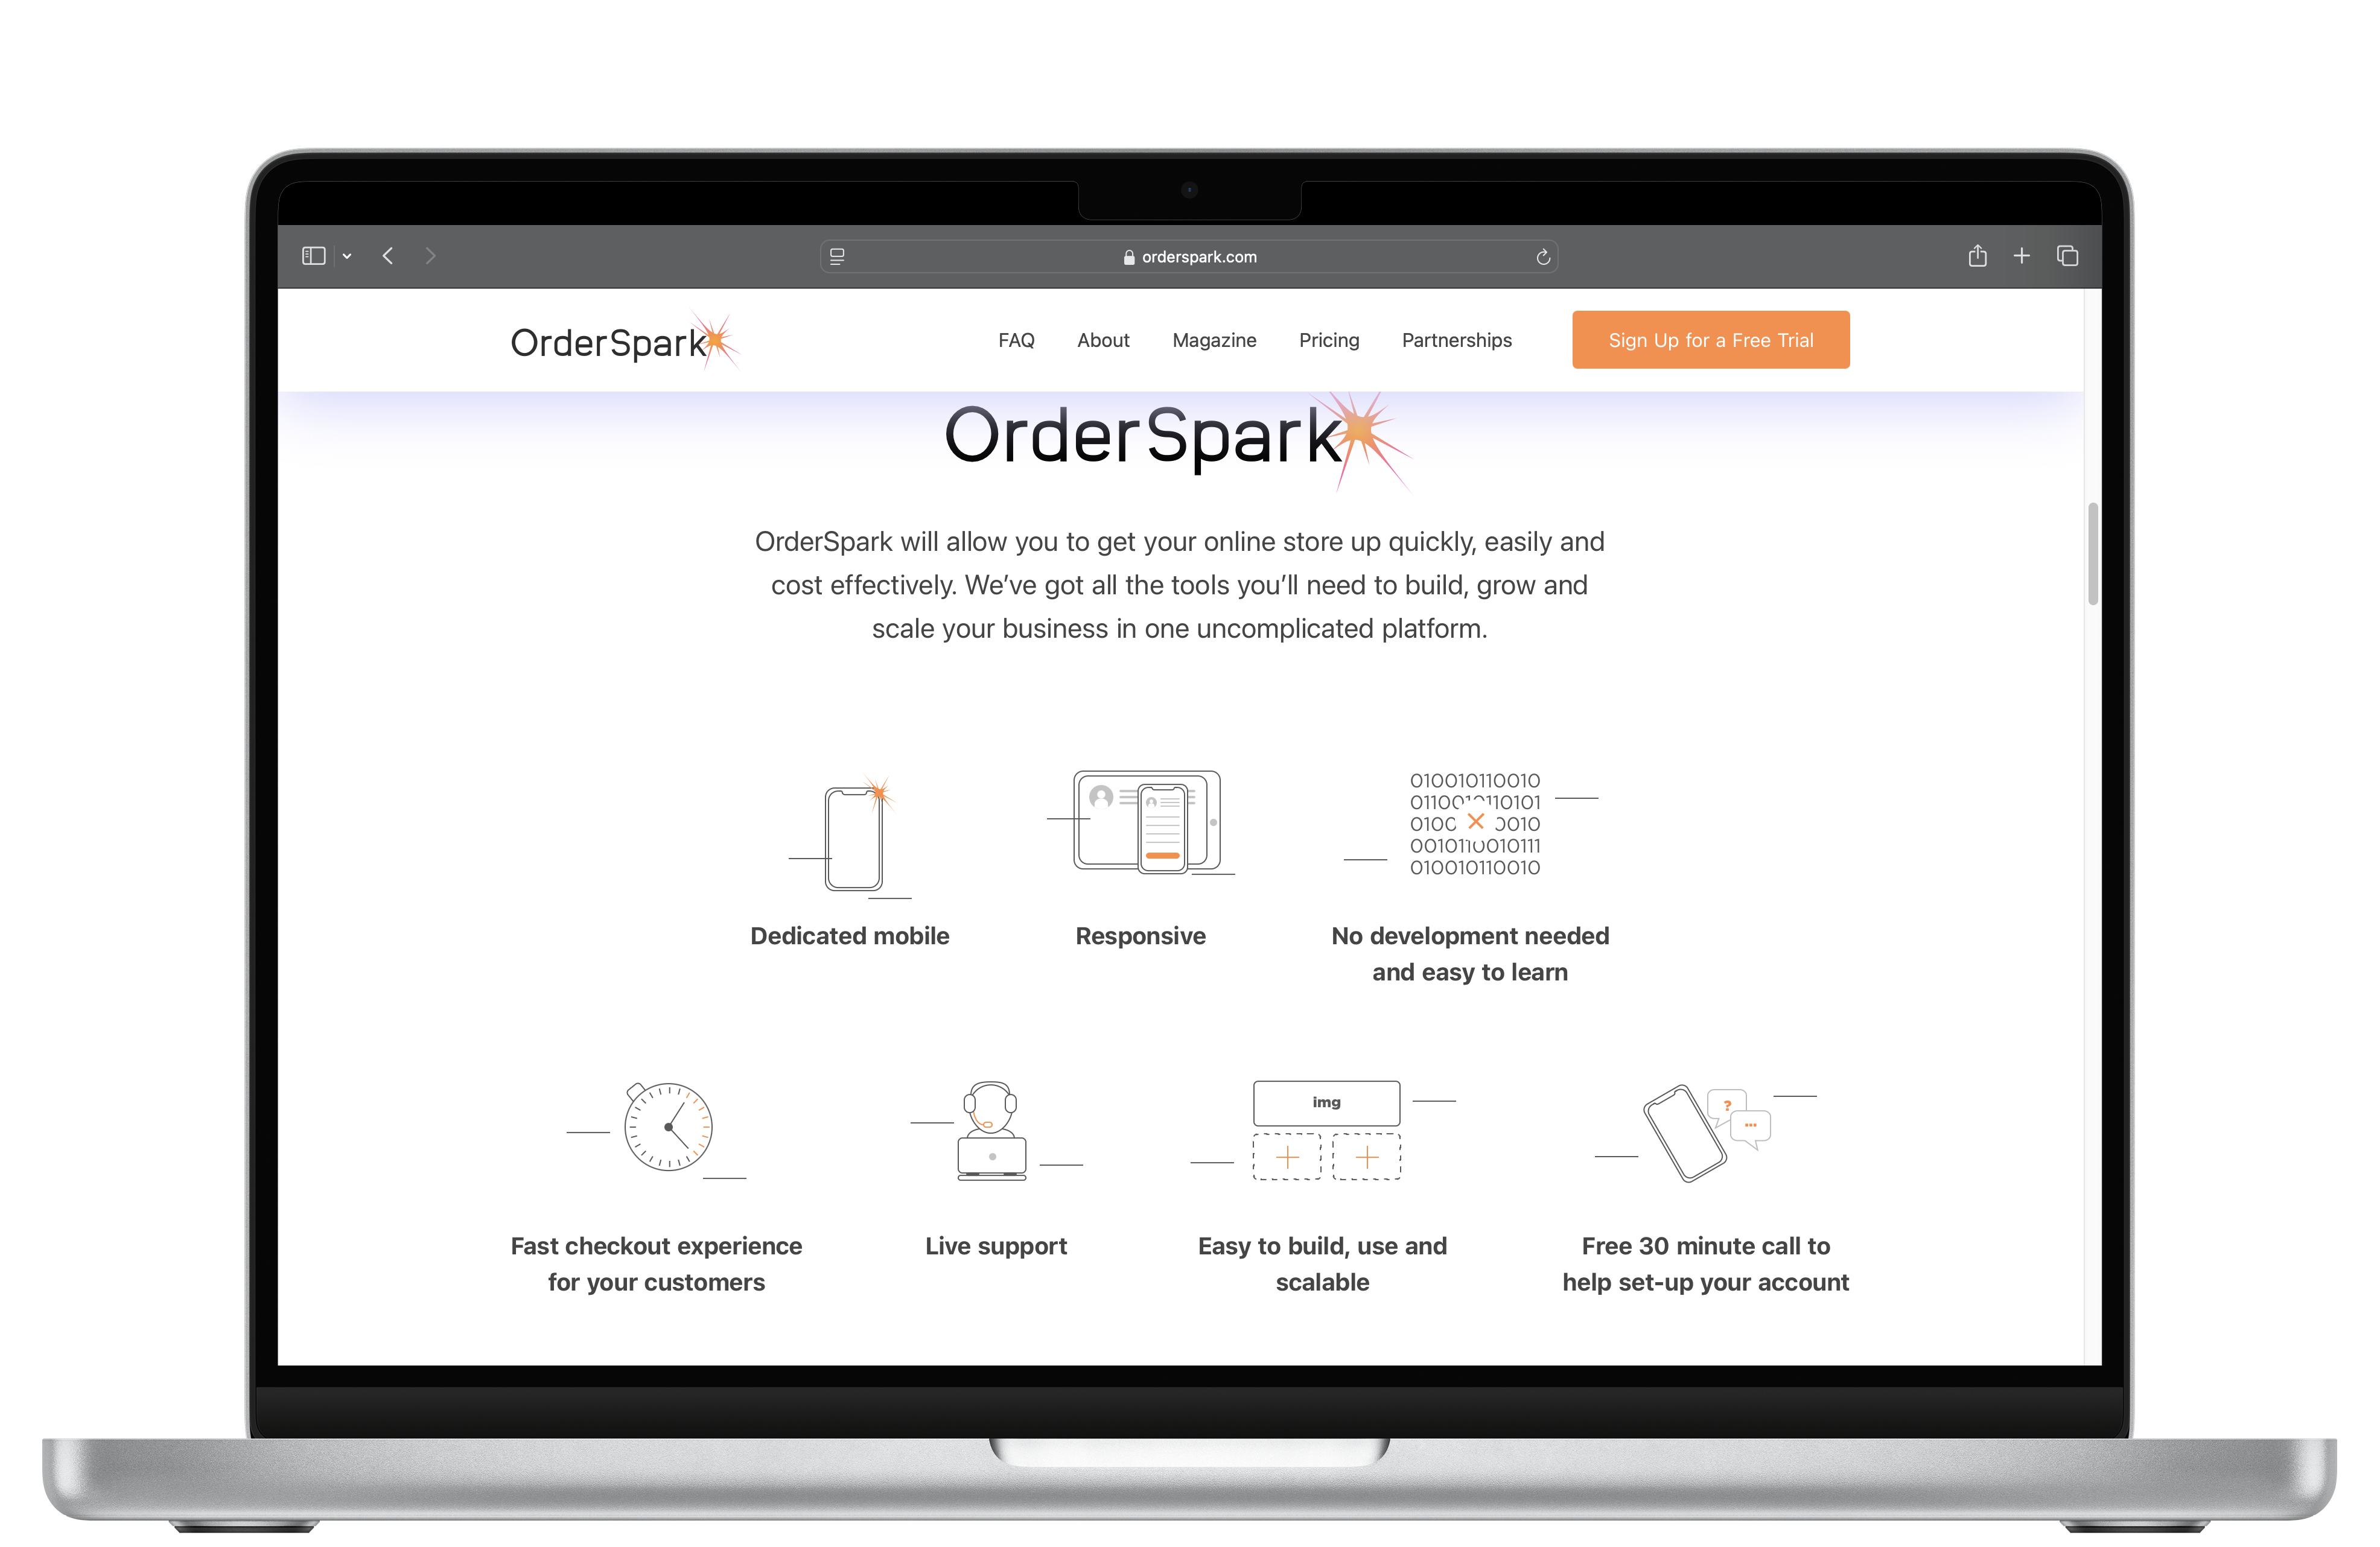 orderspark.com
OrderSpark
FAQ About Magazine Pricing Partnerships Sign Up for a Free Trial
OrderSpark
OrderSpark will allow you to get your online store up quickly, easily and
cost effectively. We’ve got all the tools you’ll need to build, grow and
scale your business in one uncomplicated platform.
010010110010
010010110010
Dedicated mobile
Responsive
No development needed
and easy to learn
img
?
Fast checkout experience
for your customers
Live support
Easy to build, use and
scalable
Free 30 minute call to
help set-up your account